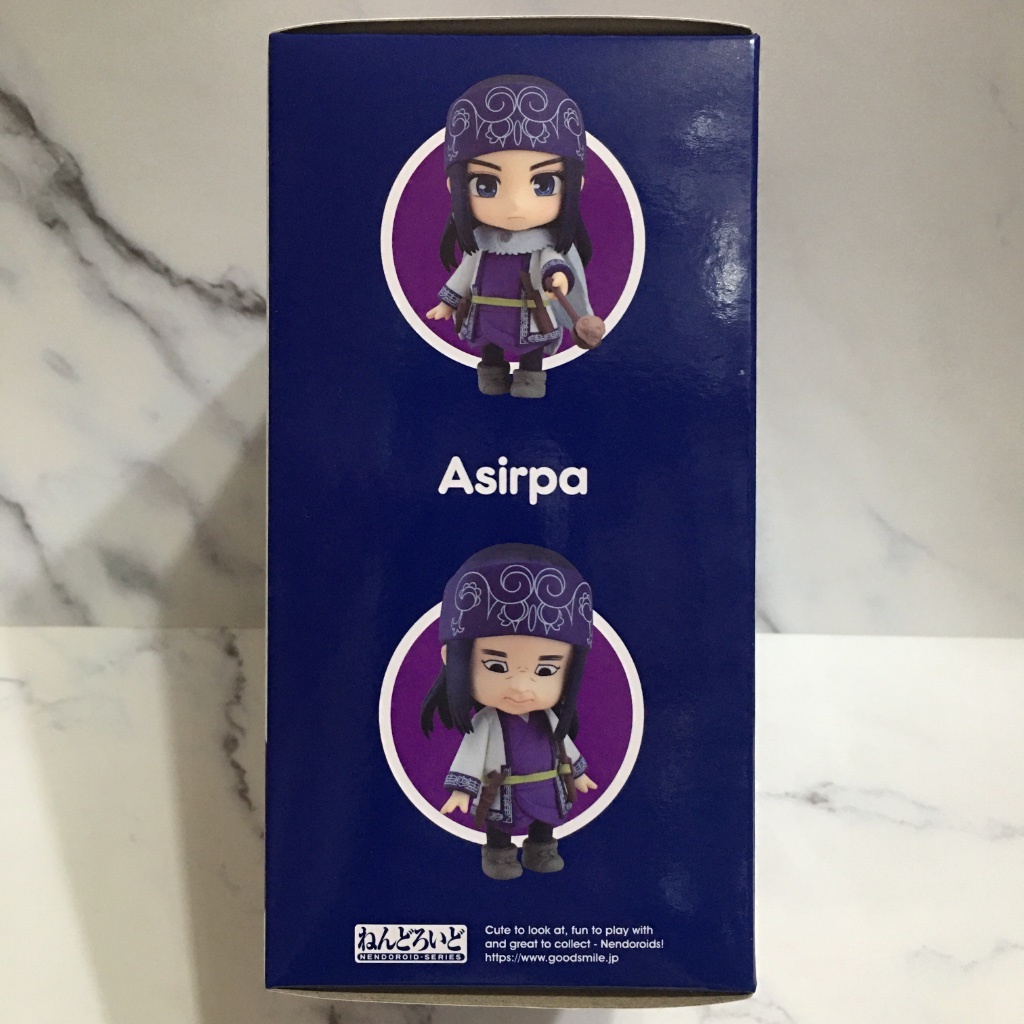 Asirpa
ねんどろいど
NENDOROID-SERIES
Cute to look at, fun to play with
and great to collect - Nendoroids!
https://www.goodsmile.jp